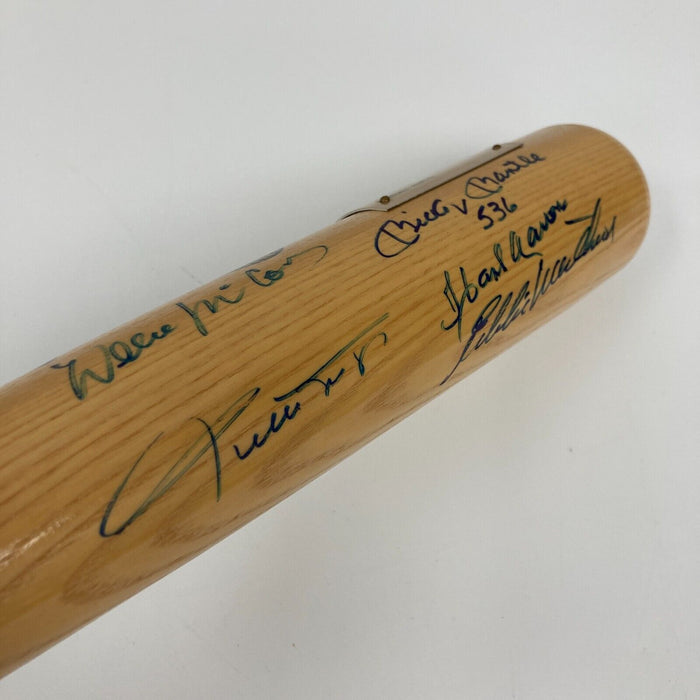 Mickey Mantle
536
Hank Aaron
Eddie Mathews
Willie McCovey
Willie Mays